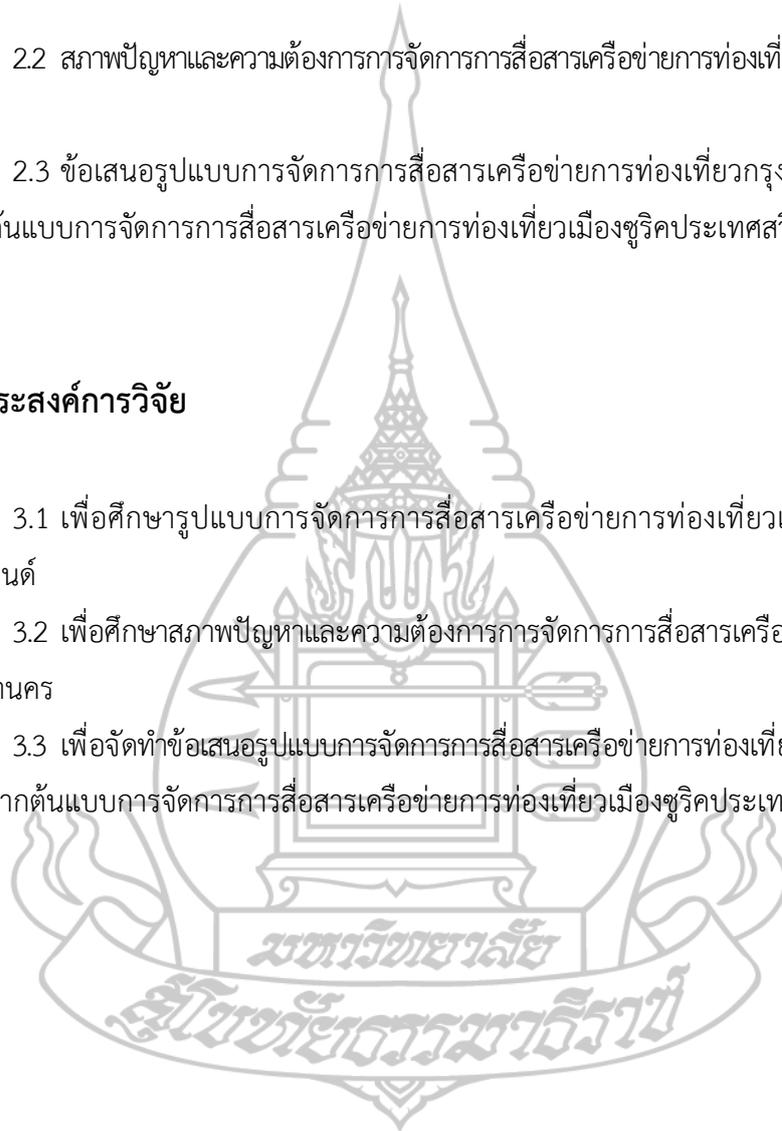 2.2 สภาพปัญหาและความต้องการการจัดการการสื่อสารเครือข่ายการท่องเที่
2.3 ข้อเสนอรูปแบบการจัดการการสื่อสารเครือข่ายการท่องเที่ยวกรุง
้นแบบการจัดการการสื่อสารเครือข่ายการท่องเที่ยวเมืองซูริคประเทศสวิ
ระสงค์การวิจัย
3.1 เพื่อศึกษารูปแบบการจัดการการสื่อสารเครือข่ายการท่องเที่ยวเ
นด์
3.2 เพื่อศึกษาสภาพปัญหาและความต้องการการจัดการการสื่อสารเครือ
านคร
3.3 เพื่อจัดทำข้อเสนอรูปแบบการจัดการการสื่อสารเครือข่ายการท่องเที่ย
ากต้นแบบการจัดการการสื่อสารเครือข่ายการท่องเที่ยวเมืองซูริคประเท
มหาวิทยาลัย
สุโขทัยธรรมาธิราช